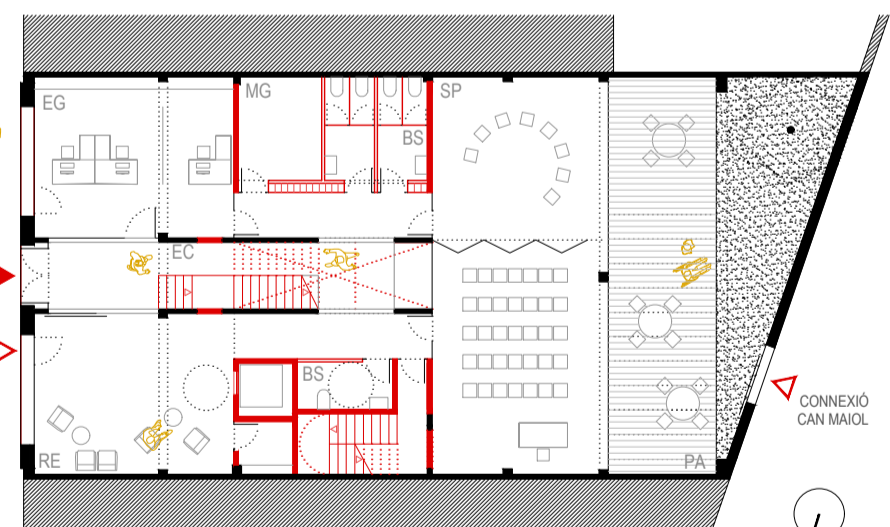 EG
MG
SP
BS
EC
BS
CONNEXIÓ
CAN MAIOL
RE
PA